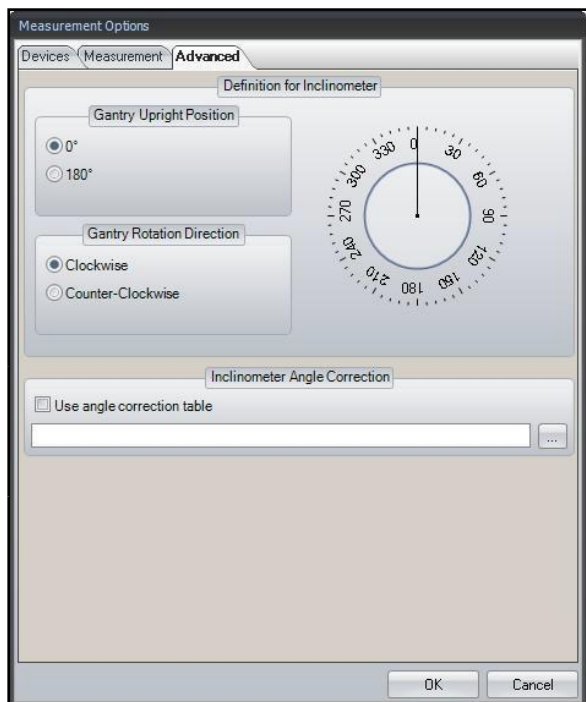 Measurement Options
Devices Measurement Advanced
Definition for Inclinometer
Gantry Upright Position
0°
180°
Gantry Rotation Direction
Clockwise
Counter-Clockwise
0
30
60
90
120
150
180
210
240
270
300
330
Inclinometer Angle Correction
Use angle correction table
...
OK Cancel